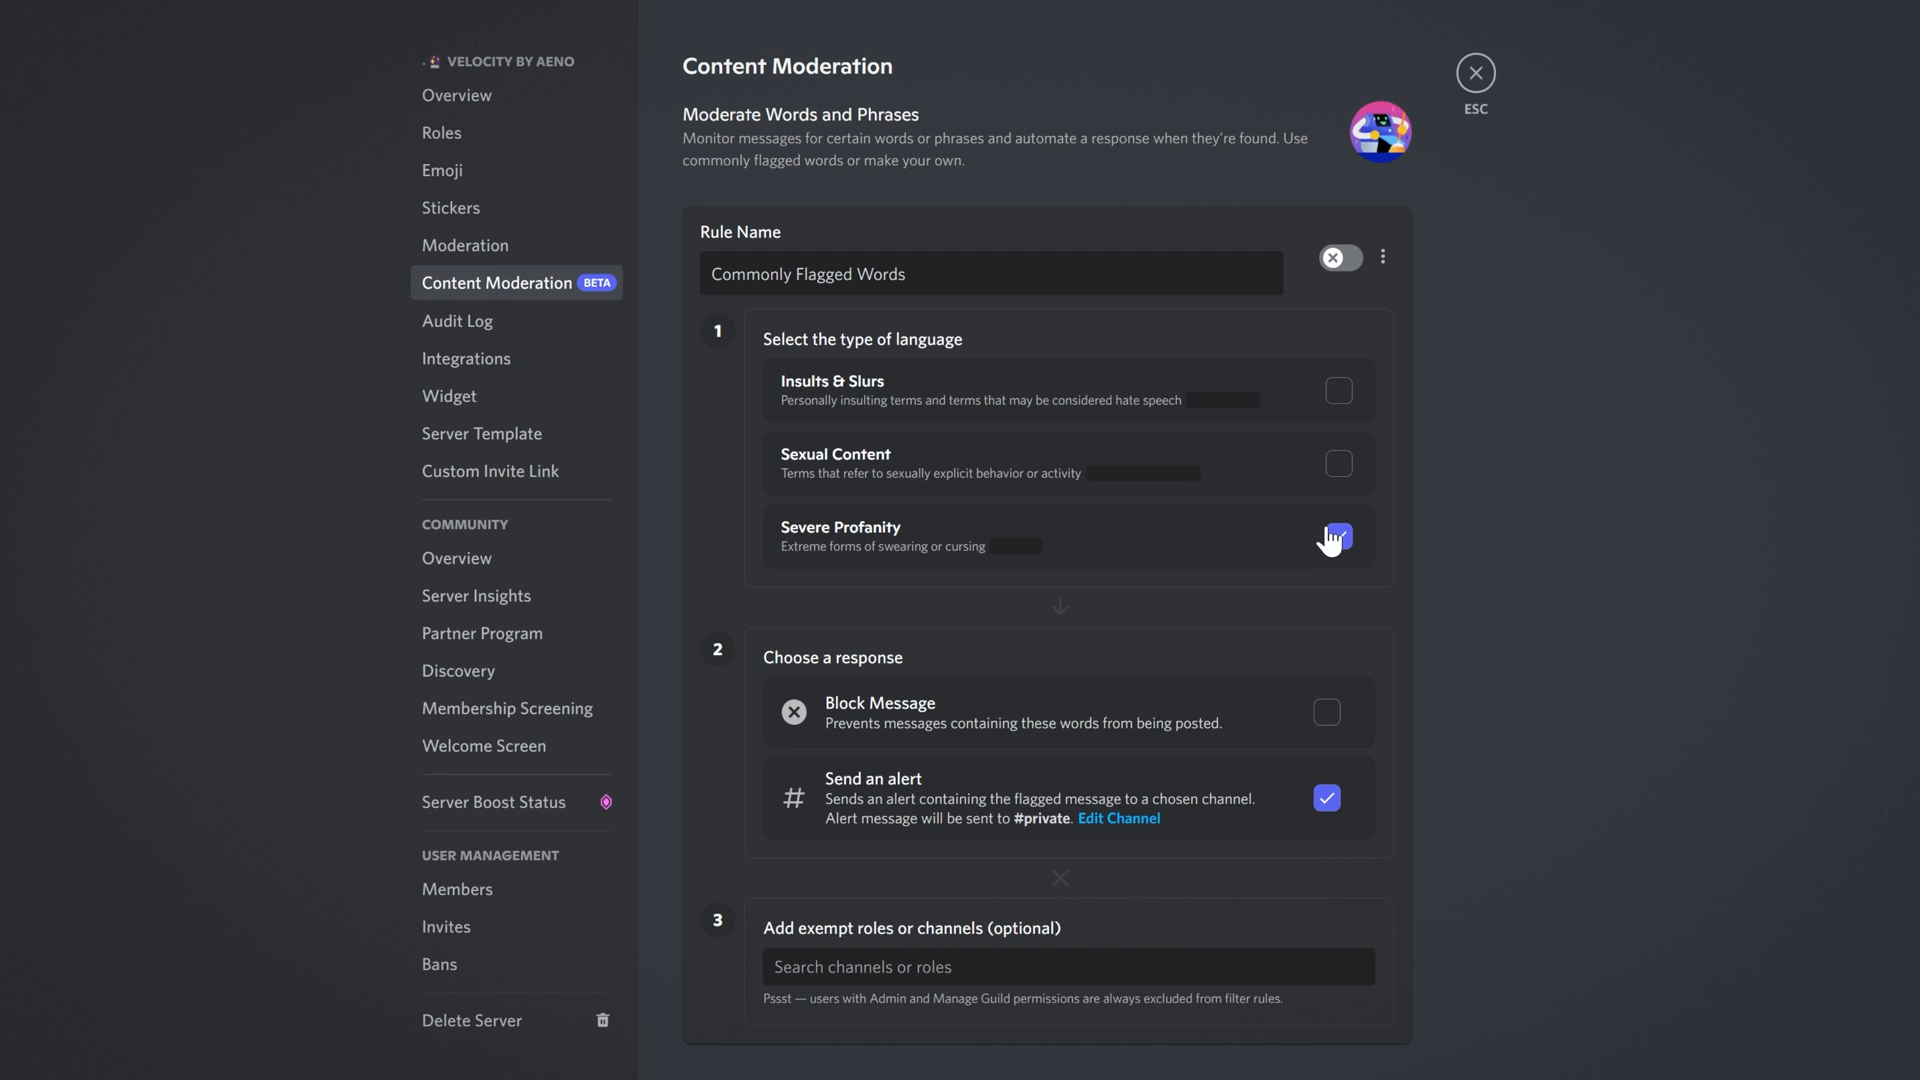 VELOCITY BY AENO
Overview
Roles
Emoji
Stickers
Moderation
Content Moderation BETA
Audit Log
Integrations
Widget
Server Template
Custom Invite Link
COMMUNITY
Overview
Server Insights
Partner Program
Discovery
Membership Screening
Welcome Screen
Server Boost Status
USER MANAGEMENT
Members
Invites
Bans
Delete Server
Content Moderation
Moderate Words and Phrases
Monitor messages for certain words or phrases and automate a response when they're found. Use
commonly flagged words or make your own.
ESC
Rule Name
Commonly Flagged Words
1
Select the type of language
Insults & Slurs
Personally insulting terms and terms that may be considered hate speech
Sexual Content
Terms that refer to sexually explicit behavior or activity
Severe Profanity
Extreme forms of swearing or cursing
2
Choose a response
Block Message
Prevents messages containing these words from being posted.
# Send an alert
Sends an alert containing the flagged message to a chosen channel.
Alert message will be sent to #private. Edit Channel
3
Add exempt roles or channels (optional)
Search channels or roles
Pssst — users with Admin and Manage Guild permissions are always excluded from filter rules.